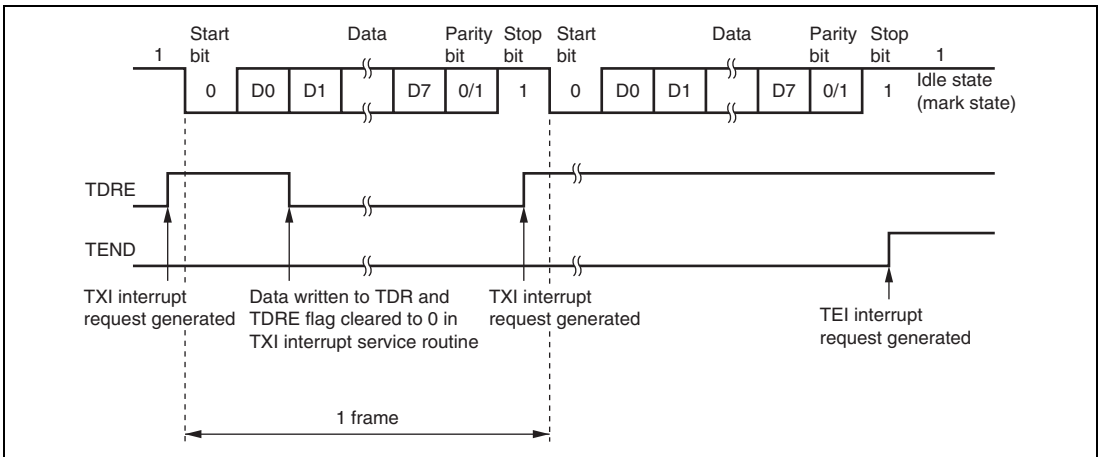 Start Data Parity Stop Start Data Parity Stop
1 bit bit bit bit bit bit 1
0 D0 D1 D7 0/1 1 0 D0 D1 D7 0/1 1 Idle state
(mark state)
TDRE
TEND
TXI interrupt
request generated
Data written to TDR and
TDRE flag cleared to 0 in
TXI interrupt service routine
TXI interrupt
request generated
TEI interrupt
request generated
1 frame